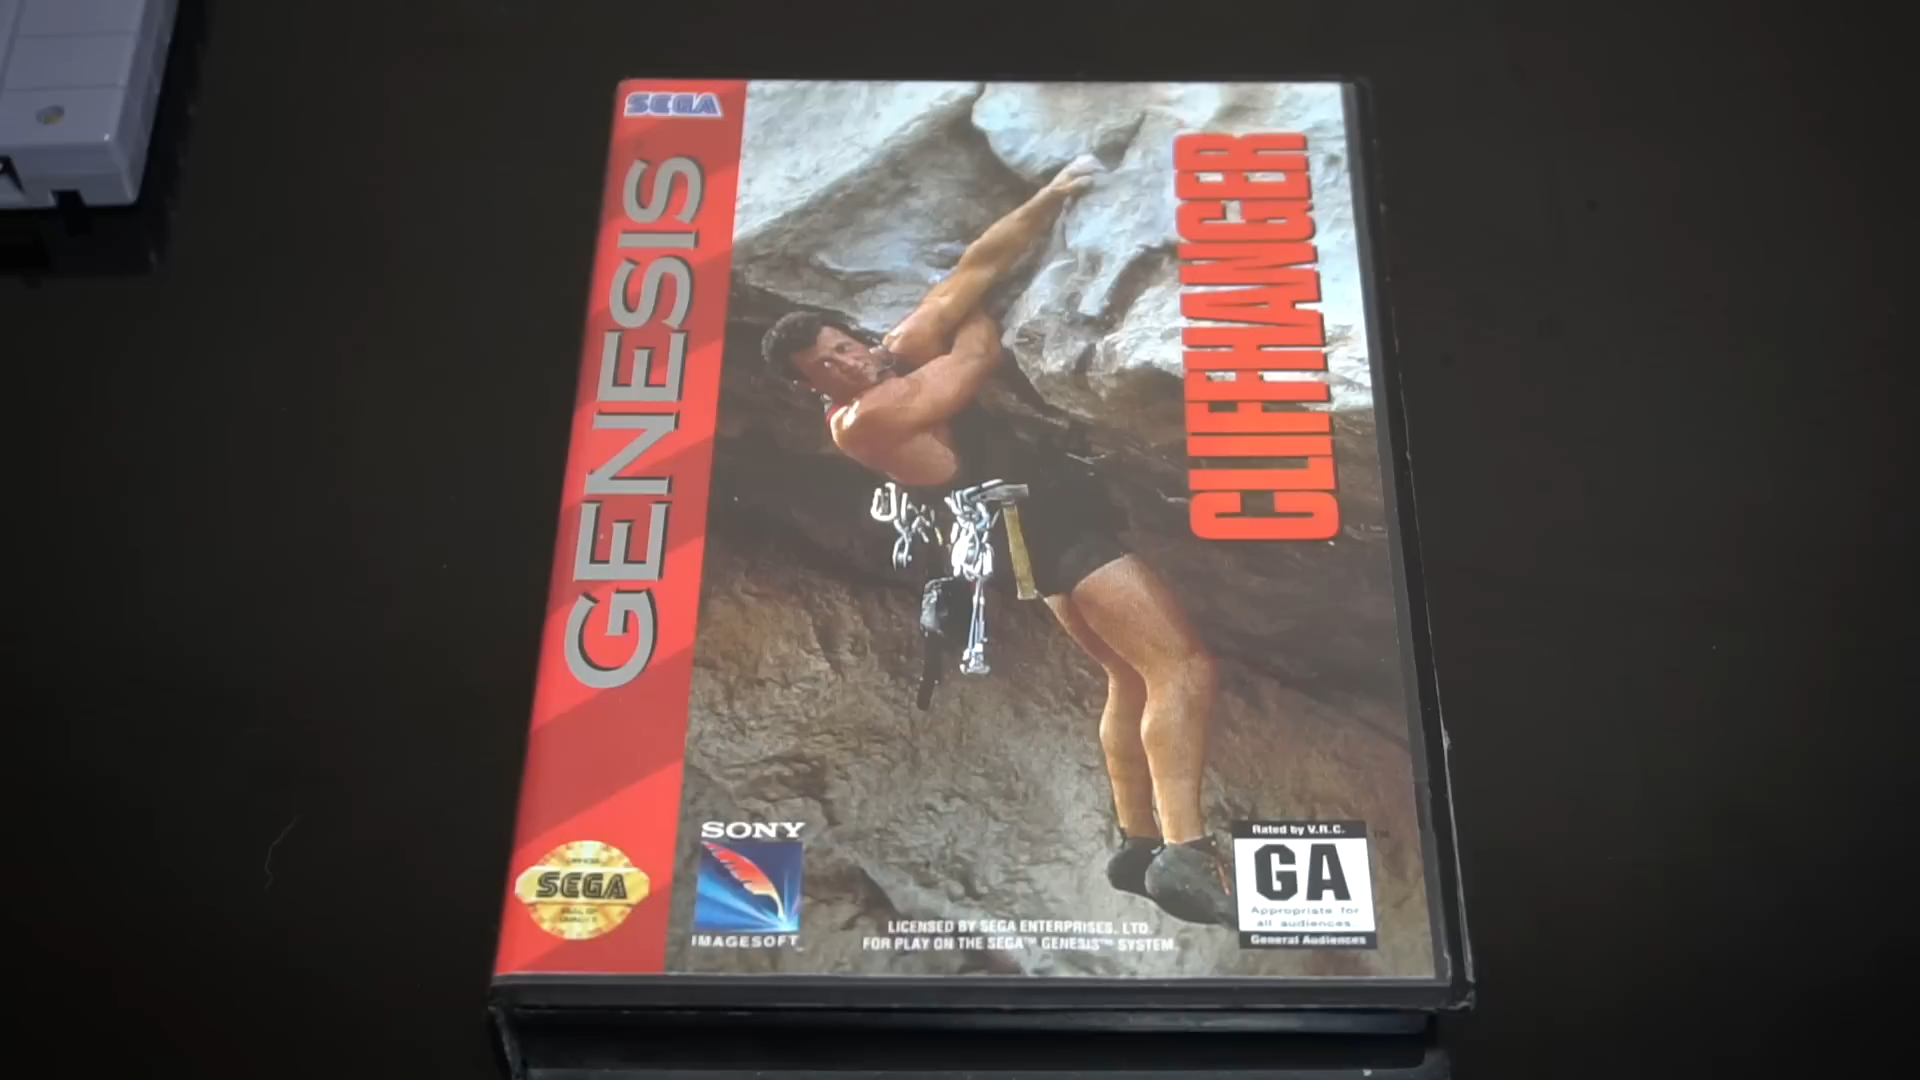 SEGA
GENESIS
CLIFFHANGER
SONY
IMAGESOFT
SEGA
LICENSED BY SEGA ENTERPRISES, LTD.
FOR PLAY ON THE SEGA™ GENESIS™ SYSTEM
Rated by V.R.C.
TM
GA
Appropriate for
all audiences
General Audiences